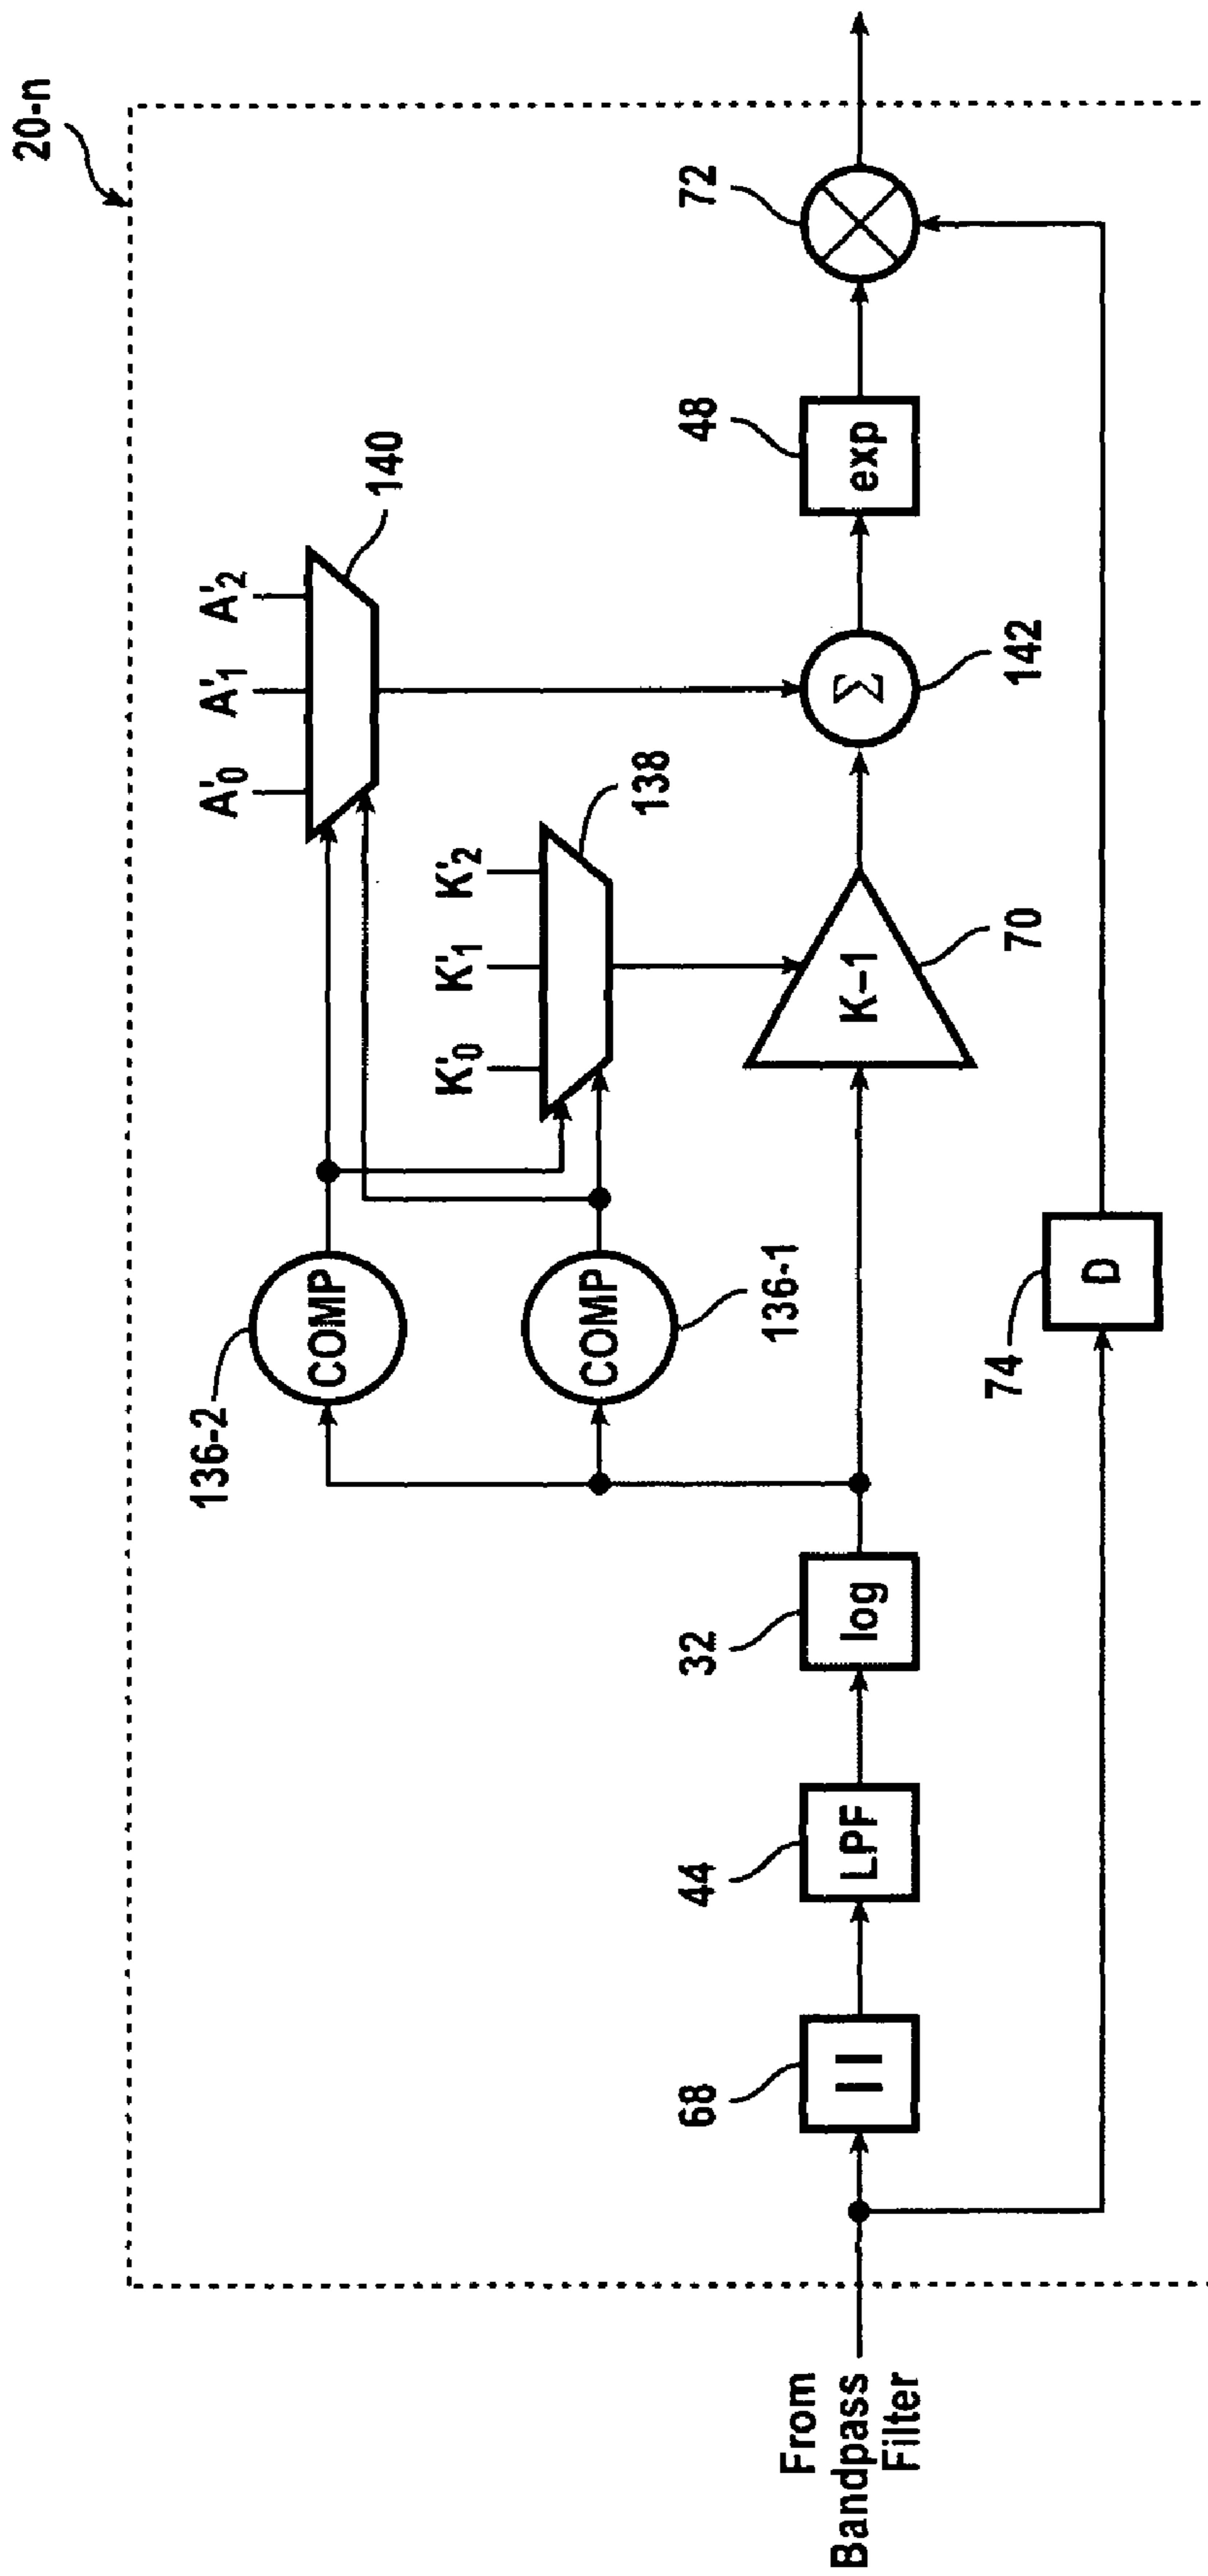 20-n
140
A'0 A'1 A'2
138
K'0 K'1 K'2
136-2
COMP
136-1
COMP
72
48
exp
142
Σ
70
K–1
32
log
44
LPF
68
| |
From
Bandpass
Filter
74
D